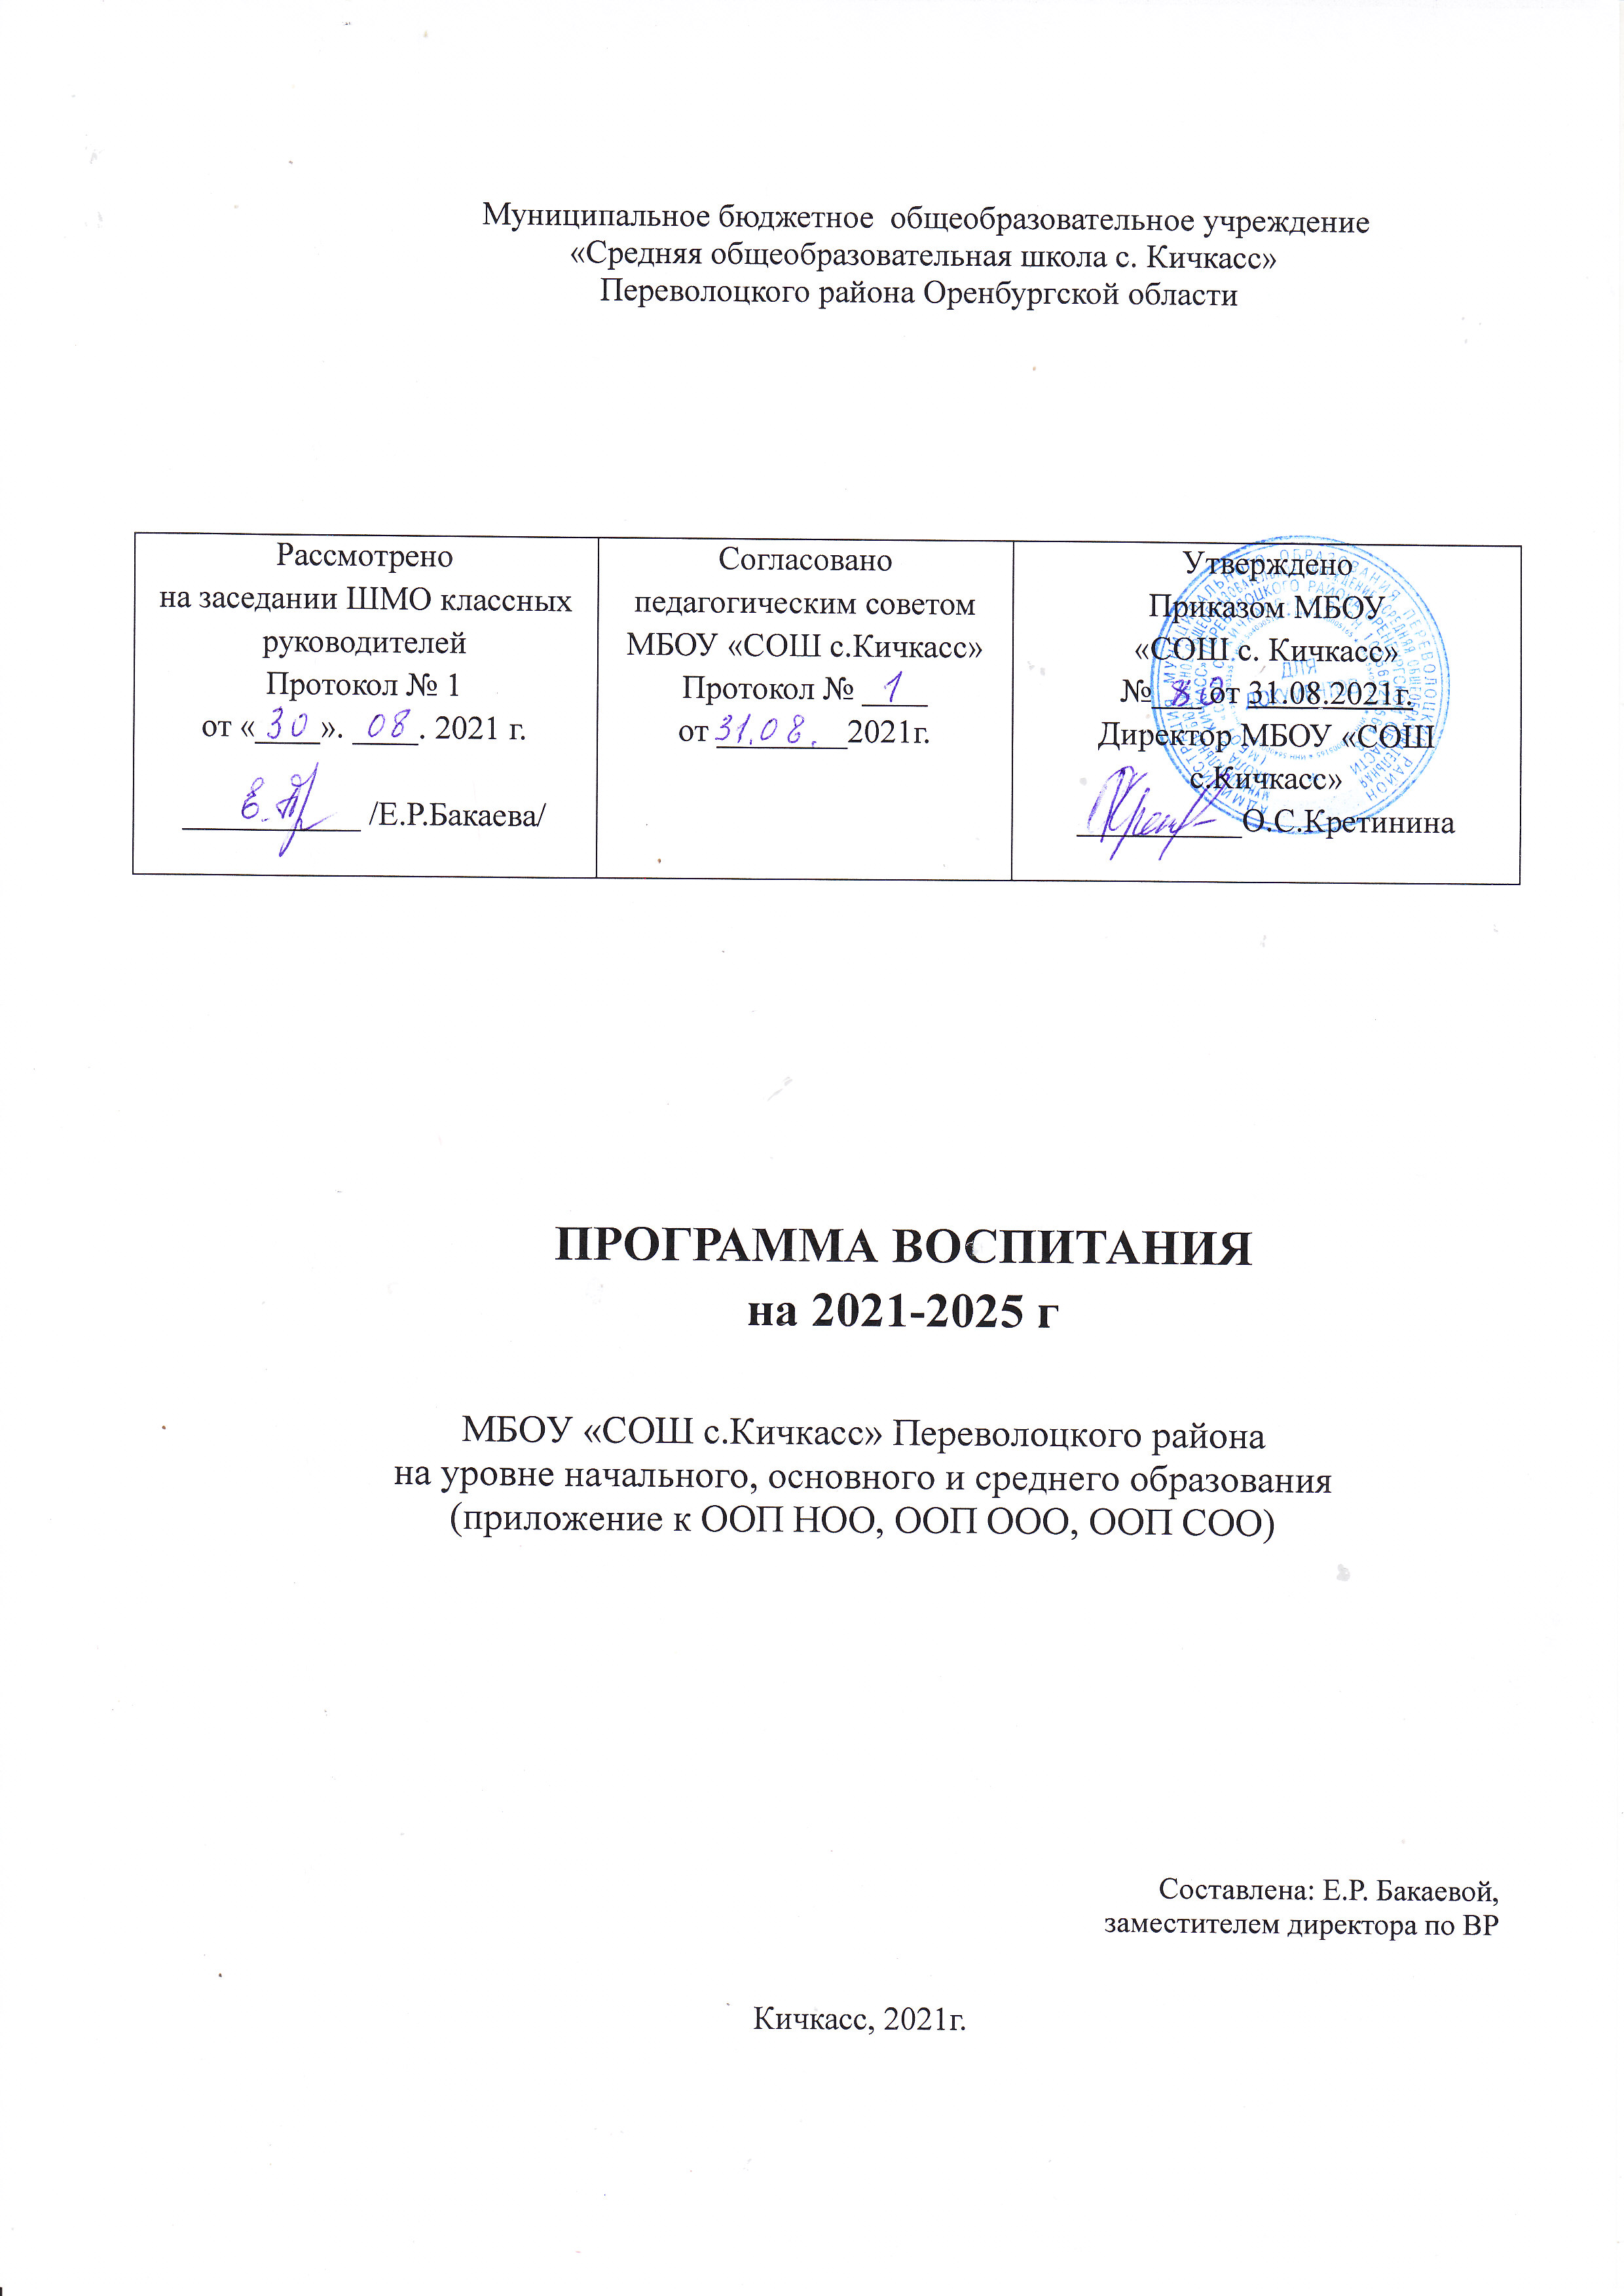 Муниципальное бюджетное  общеобразовательное учреждение
«Средняя общеобразовательная школа с. Кичкасс»
Переволоцкого района Оренбургской области
Рассмотрено
на заседании ШМО классных
руководителей
Протокол № 1
от «30». 08. 2021 г.
/Е.Р.Бакаева/
Согласовано
педагогическим советом
МБОУ «СОШ с.Кичкасс»
Протокол № 1
от 31.08. 2021г.
Утверждено
Приказом МБОУ
«СОШ с. Кичкасс»
№ от 31.08.2021г.
Директор МБОУ «СОШ
с.Кичкасс»
О.С.Кретинина
ДЛЯ
ДОКУМЕНТОВ
ПРОГРАММА ВОСПИТАНИЯ
на 2021-2025 г
МБОУ «СОШ с.Кичкасс» Переволоцкого района
на уровне начального, основного и среднего образования
(приложение к ООП НОО, ООП ООО, ООП СОО)
Составлена: Е.Р. Бакаевой,
заместителем директора по ВР
Кичкасс, 2021г.